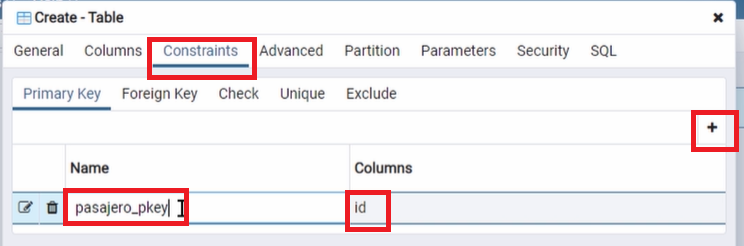 Create - Table
General Columns Constraints Advanced Partition Parameters Security SQL
Primary Key Foreign Key Check Unique Exclude
Name Columns
pasajero_pkey id